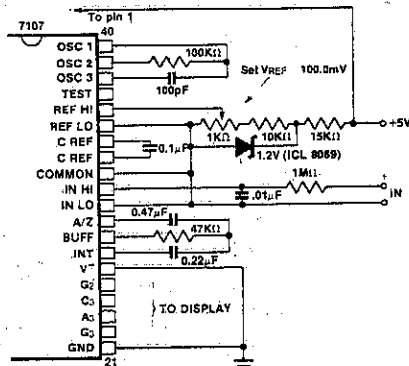 To pin 1
7107
40
OSC 1
OSC 2
100KΩ
OSC 3
100pF
TEST
Set VREF 100.0mV
REF HI
REF LO
1KΩ
10KΩ
15KΩ
+5V
C REF
0.1μF
1.2V (ICL 8069)
C REF
COMMON
1MΩ
IN HI
+
.01μF
IN
IN LO
-
A/Z
0.47μF
BUFF
47KΩ
INT
0.22μF
V-
G2
C3
TO DISPLAY
A3
G3
GND
21